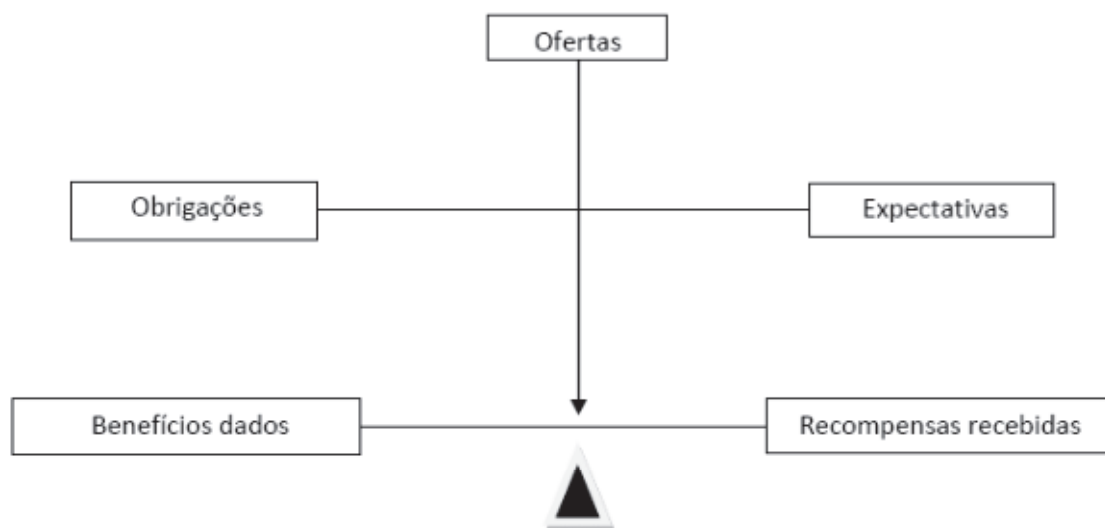 Ofertas
Obrigações
Expectativas
Benefícios dados
Recompensas recebidas